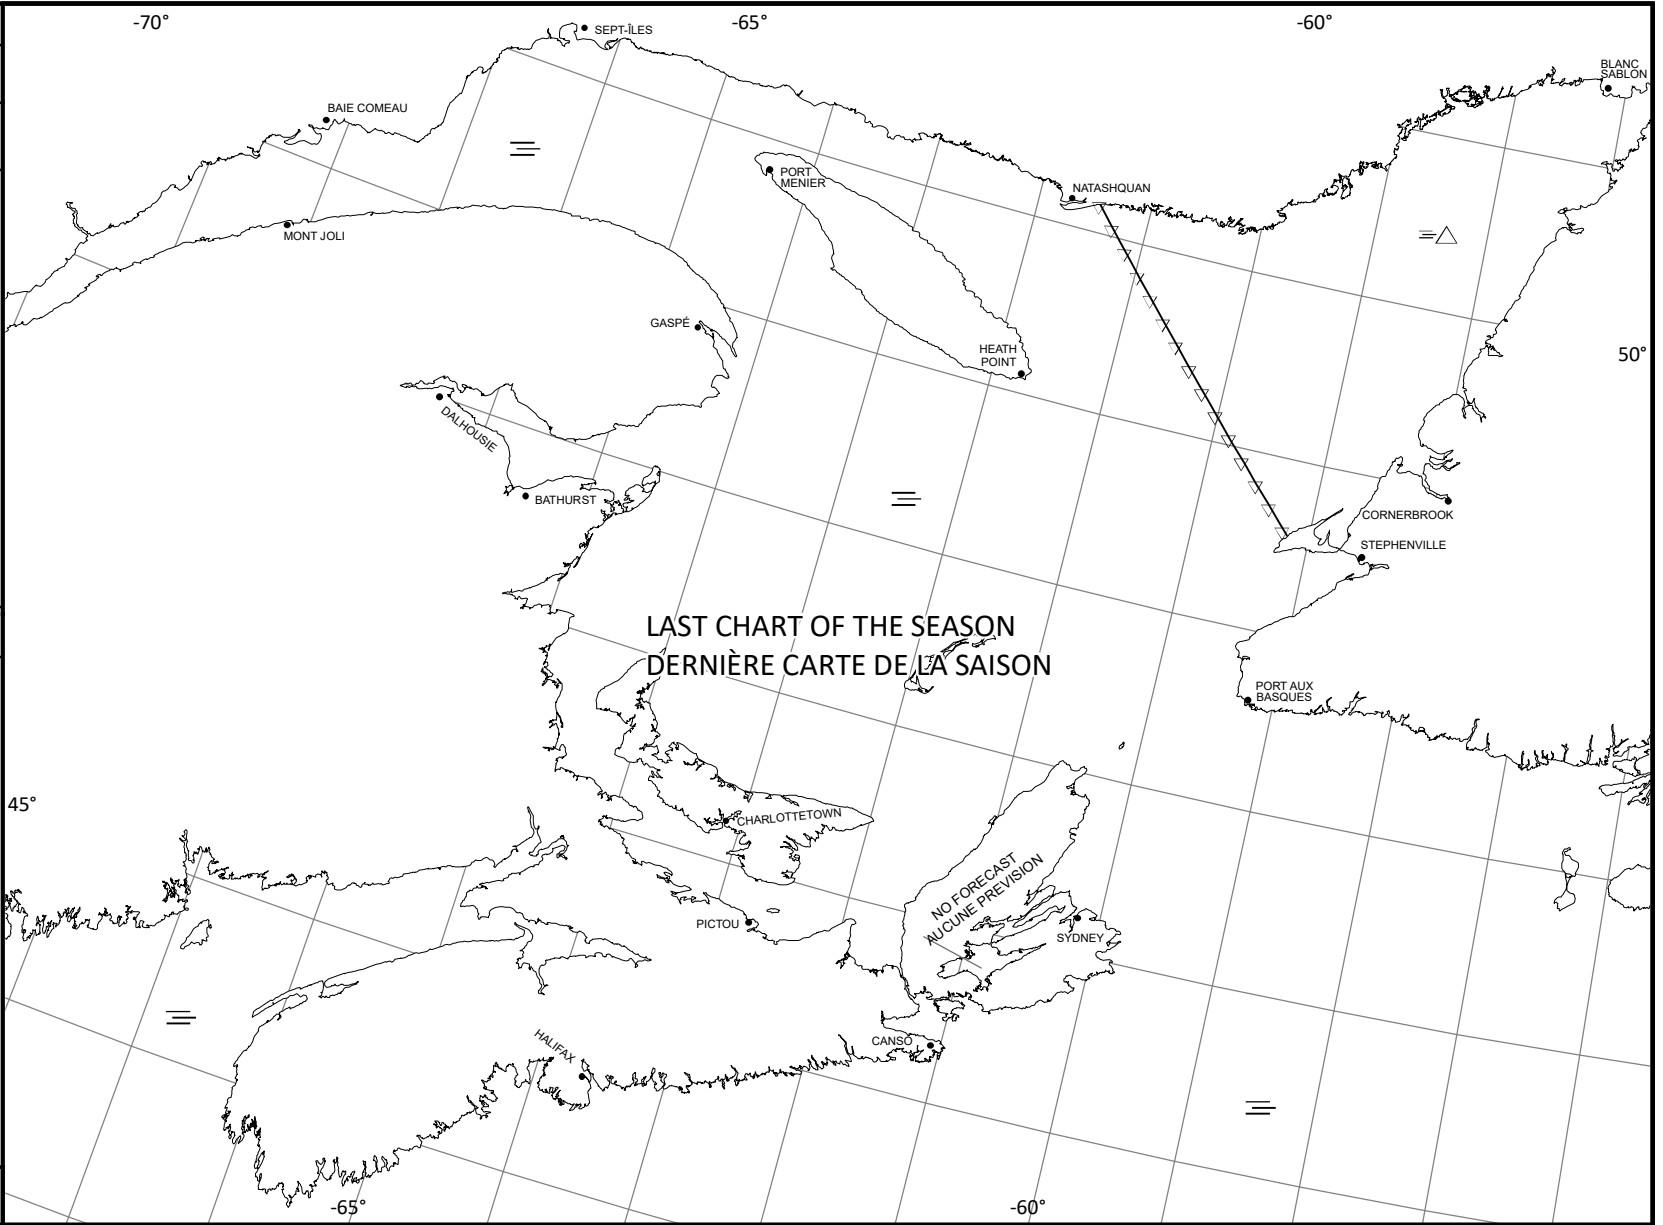 -70°
-65°
-60°
SEPT-ÎLES
BLANC
SABLON
BAIE COMEAU
PORT
MENIER
NATASHQUAN
MONT JOLI
GASPÉ
HEATH
POINT
50°
DALHOUSIE
BATHURST
CORNERBROOK
STEPHENVILLE
LAST CHART OF THE SEASON
DERNIÈRE CARTE DE LA SAISON
PORT AUX
BASQUES
45°
CHARLOTTETOWN
NO FORECAST
AUCUNE PREVISION
PICTOU
SYDNEY
CANSO
HALIFAX
-65°
-60°